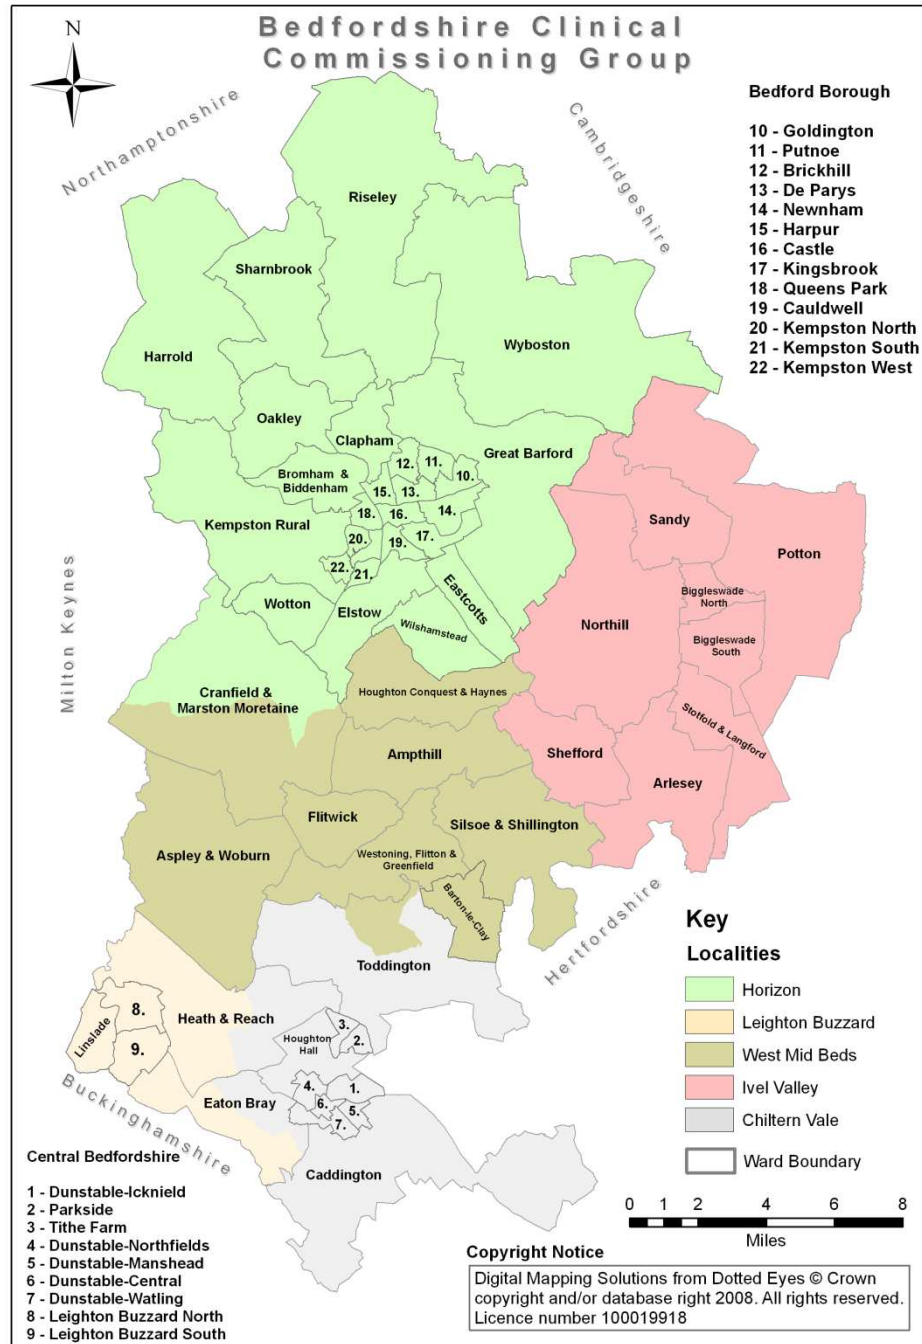 Bedfordshire Clinical
Commissioning Group
N
Northamptonshire
Cambridgeshire
Bedford Borough
10 - Goldington
11 - Putnoe
12 - Brickhill
13 - De Parys
14 - Newnham
15 - Harpur
16 - Castle
17 - Kingsbrook
18 - Queens Park
19 - Cauldwell
20 - Kempston North
21 - Kempston South
22 - Kempston West
Riseley
Sharnbrook
Harrold
Wyboston
Oakley
Clapham
Great Barford
12.
11.
10.
Bromham &
Biddenham
15.
13.
18.
16.
14.
Kempston Rural
20.
19.
17.
22.
21.
Sandy
Potton
Milton Keynes
Wotton
Elstow
Eastcotts
Wilshamstead
Northill
Biggleswade
North
Biggleswade
South
Cranfield &
Marston Moretaine
Houghton Conquest & Haynes
Stotfold & Langford
Ampthill
Shefford
Arlesey
Flitwick
Silsoe & Shillington
Aspley & Woburn
Westoning, Flitton &
Greenfield
Barton-le-Clay
Hertfordshire
Toddington
Heath & Reach
Linslade
8.
9.
Houghton
Hall
3.
2.
4.
1.
6.
5.
7.
Eaton Bray
Buckinghamshire
Caddington
Key
Localities
Horizon
Leighton Buzzard
West Mid Beds
Ivel Valley
Chiltern Vale
Ward Boundary
0 1 2 4 6 8
Miles
Central Bedfordshire
1 - Dunstable-Icknield
2 - Parkside
3 - Tithe Farm
4 - Dunstable-Northfields
5 - Dunstable-Manshead
6 - Dunstable-Central
7 - Dunstable-Watling
8 - Leighton Buzzard North
9 - Leighton Buzzard South
Copyright Notice
Digital Mapping Solutions from Dotted Eyes © Crown
copyright and/or database right 2008. All rights reserved.
Licence number 100019918